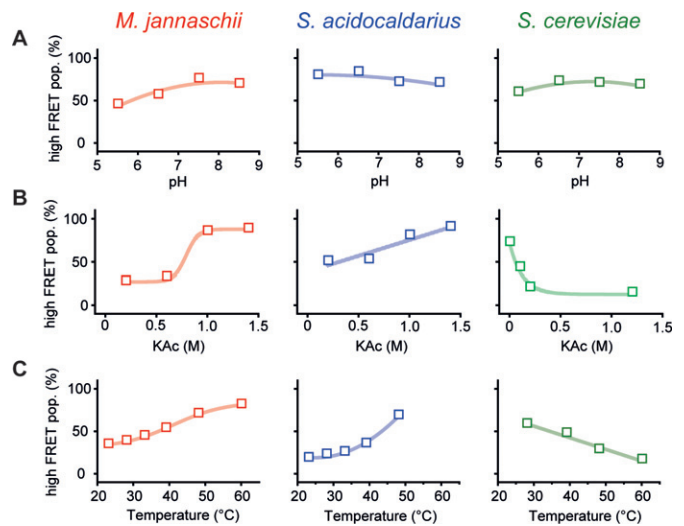 M. jannaschii S. acidocaldarius S. cerevisiae
A
high FRET pop. (%)
100
50
0
5 6 7 8 9
pH
5 6 7 8 9
pH
5 6 7 8 9
pH
B
high FRET pop. (%)
100
50
0
0 0.5 1.0 1.5
KAc (M)
0 0.5 1.0 1.5
KAc (M)
0 0.5 1.0 1.5
KAc (M)
C
high FRET pop. (%)
100
50
0
20 30 40 50 60
Temperature (°C)
20 30 40 50 60
Temperature (°C)
20 30 40 50 60
Temperature (°C)